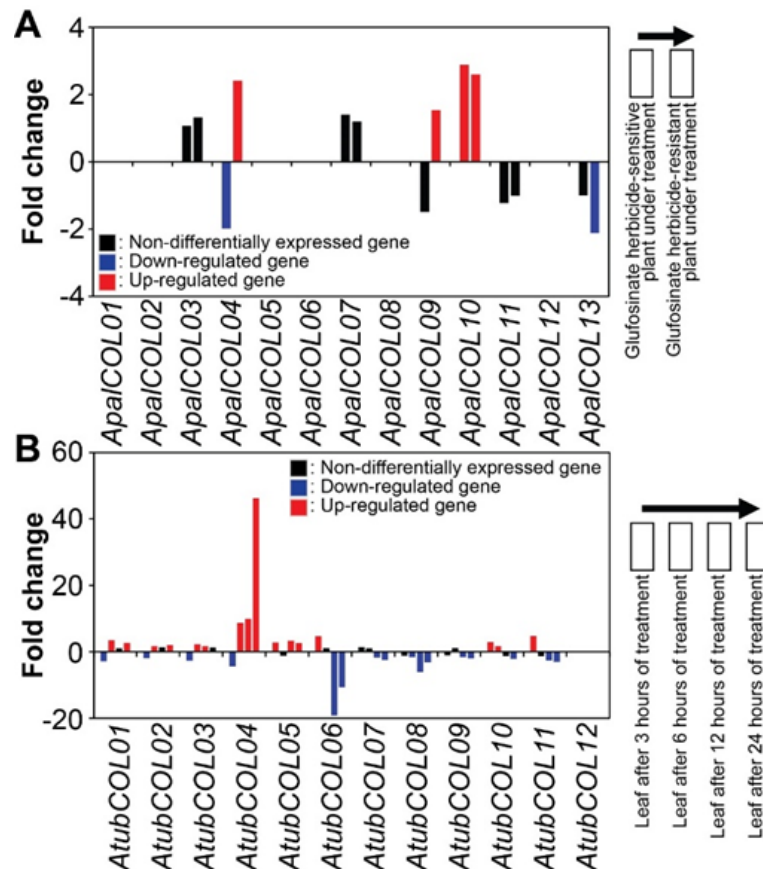 A
4
2
0
-2
-4
Fold change
: Non-differentially expressed gene
: Down-regulated gene
: Up-regulated gene
ApalCOL01
ApalCOL02
ApalCOL03
ApalCOL04
ApalCOL05
ApalCOL06
ApalCOL07
ApalCOL08
ApalCOL09
ApalCOL10
ApalCOL11
ApalCOL12
ApalCOL13
Glufosinate herbicide-sensitive
plant under treatment
Glufosinate herbicide-resistant
plant under treatment
B
60
40
20
0
-20
Fold change
: Non-differentially expressed gene
: Down-regulated gene
: Up-regulated gene
AtubCOL01
AtubCOL02
AtubCOL03
AtubCOL04
AtubCOL05
AtubCOL06
AtubCOL07
AtubCOL08
AtubCOL09
AtubCOL10
AtubCOL11
AtubCOL12
Leaf after 3 hours of treatment
Leaf after 6 hours of treatment
Leaf after 12 hours of treatment
Leaf after 24 hours of treatment